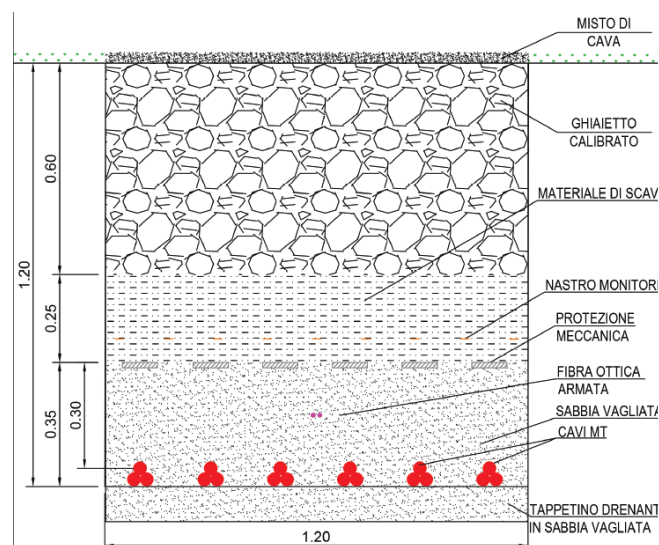 MISTO DI
CAVA
GHIAIETTO
CALIBRATO
MATERIALE DI SCAV
NASTRO MONITORE
PROTEZIONE
MECCANICA
FIBRA OTTICA
ARMATA
SABBIA VAGLIATA
CAVI MT
TAPPETINO DRENANT
IN SABBIA VAGLIATA
0.60
1.20
0.25
0.35
0.30
1.20